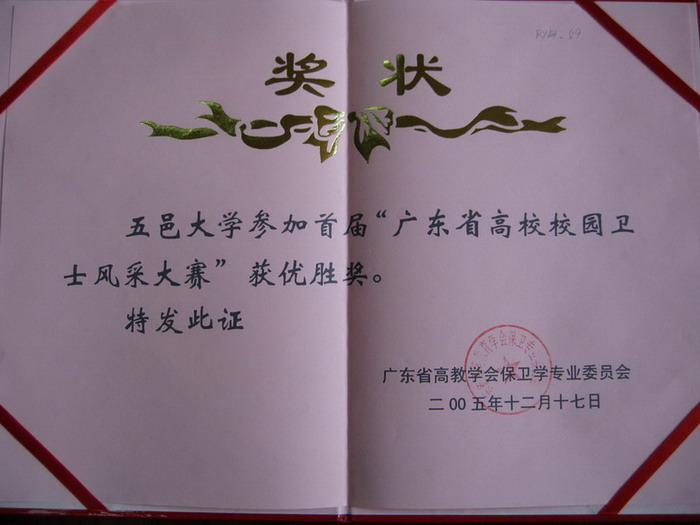 奖状
五邑大学参加首届“广东省高校校园卫
士风采大赛”获优胜奖。
特发此证
广东省高教学会保卫学专业委员会
二00五年十二月十七日